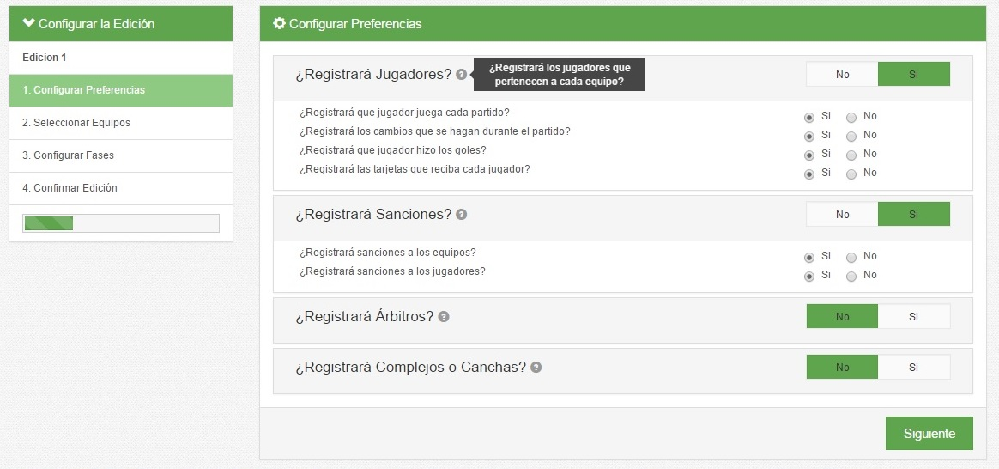 Configurar la Edición
Edicion 1
1. Configurar Preferencias
2. Seleccionar Equipos
3. Configurar Fases
4. Confirmar Edición
Configurar Preferencias
¿Registrará Jugadores? ?
¿Registrará los jugadores que
pertenecen a cada equipo?
No Si
¿Registrará que jugador juega cada partido? Si No
¿Registrará los cambios que se hagan durante el partido? Si No
¿Registrará que jugador hizo los goles? Si No
¿Registrará las tarjetas que reciba cada jugador? Si No
¿Registrará Sanciones? ? No Si
¿Registrará sanciones a los equipos? Si No
¿Registrará sanciones a los jugadores? Si No
¿Registrará Árbitros? ? No Si
¿Registrará Complejos o Canchas? ? No Si
Siguiente